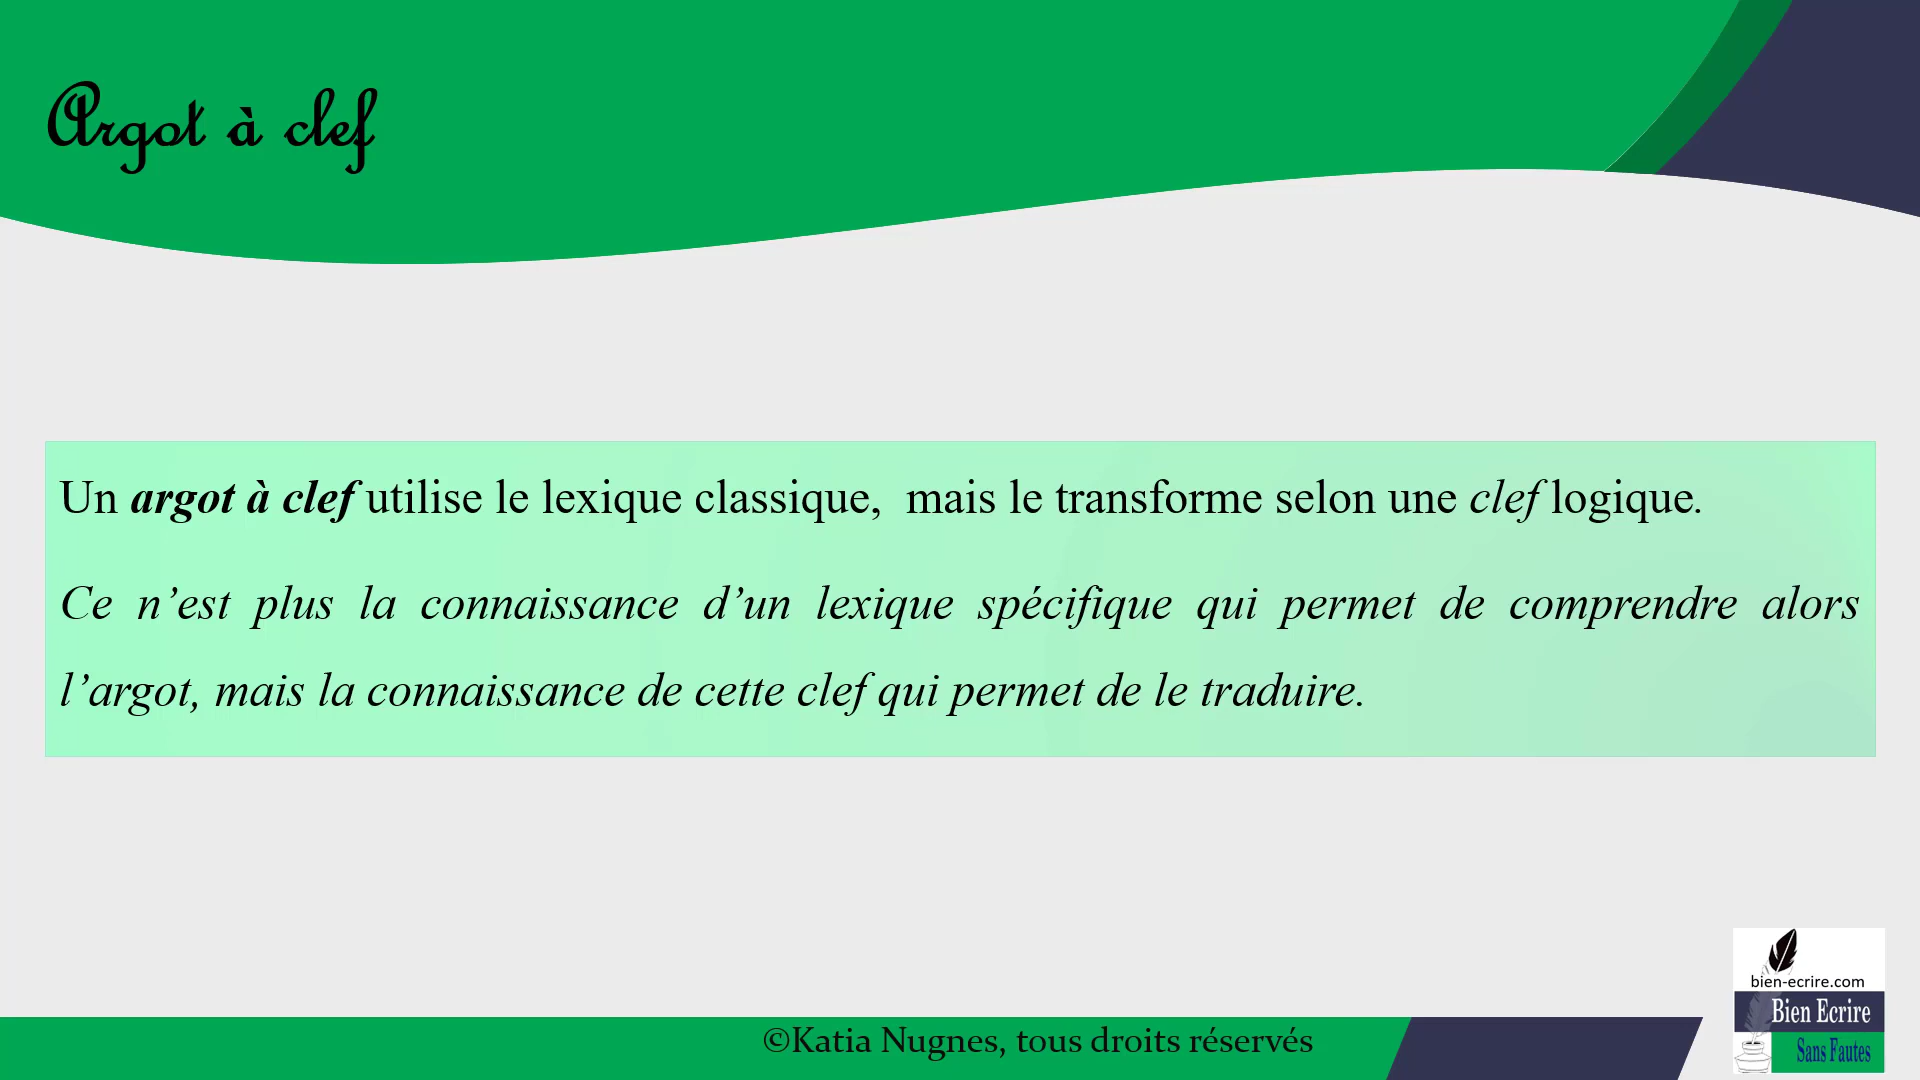 Argot à clef
Un argot à clef utilise le lexique classique, mais le transforme selon une clef logique.
Ce n’est plus la connaissance d’un lexique spécifique qui permet de comprendre alors
l’argot, mais la connaissance de cette clef qui permet de le traduire.
bien-ecrire.com
Bien Ecrire
Sans Fautes
©Katia Nugnes, tous droits réservés